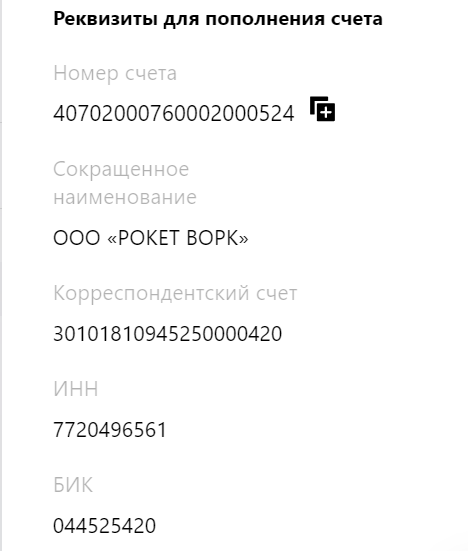 Реквизиты для пополнения счета
Номер счета
40702000760002000524
Сокращенное
наименование
ООО «РОКЕТ ВОРК»
Корреспондентский счет
30101810945250000420
ИНН
7720496561
БИК
044525420